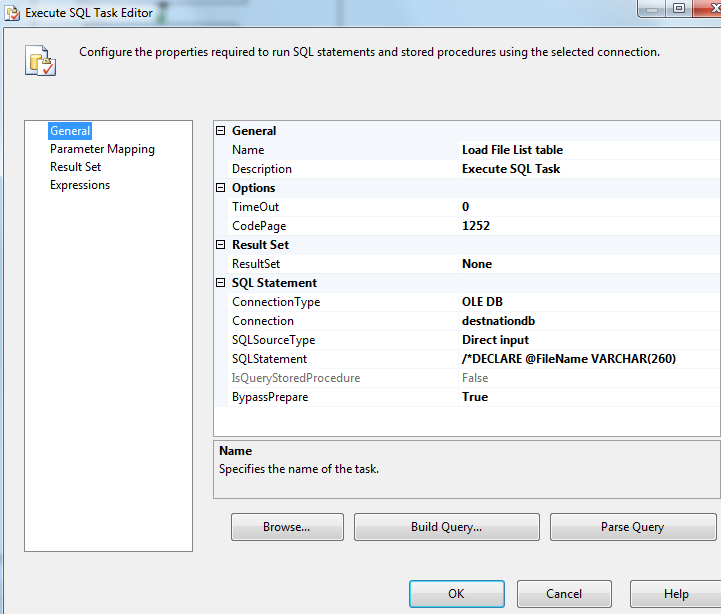 Execute SQL Task Editor
Configure the properties required to run SQL statements and stored procedures using the selected connection.
General
Parameter Mapping
Result Set
Expressions
General
Name Load File List table
Description Execute SQL Task
Options
TimeOut 0
CodePage 1252
Result Set
ResultSet None
SQL Statement
ConnectionType OLE DB
Connection destnationdb
SQLSourceType Direct input
SQLStatement /*DECLARE @FileName VARCHAR(260)
IsQueryStoredProcedure False
BypassPrepare True
Name
Specifies the name of the task.
Browse... Build Query... Parse Query
OK Cancel Help